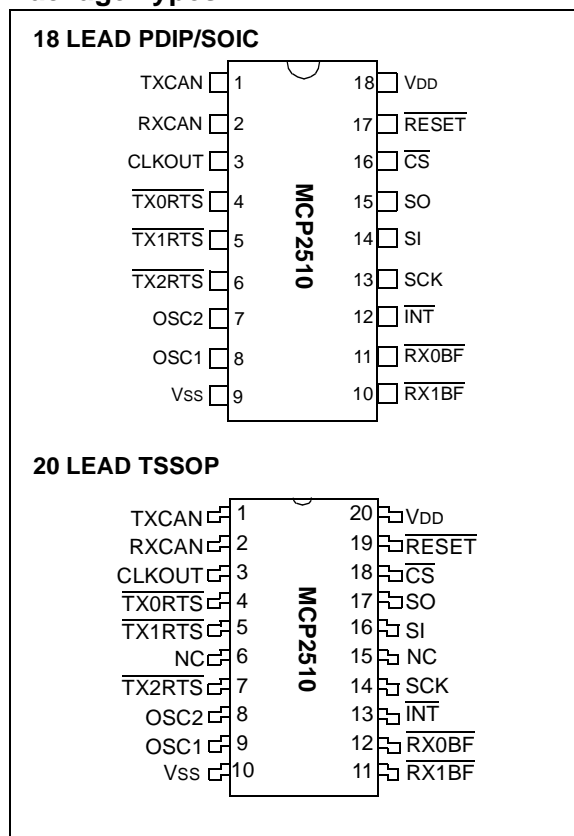 18 LEAD PDIP/SOIC
TXCAN 1 18 VDD
RXCAN 2 17 RESET
CLKOUT 3 16 CS
TX0RTS 4 15 SO
TX1RTS 5 14 SI
TX2RTS 6 13 SCK
OSC2 7 12 INT
OSC1 8 11 RX0BF
Vss 9 10 RX1BF
MCP2510
20 LEAD TSSOP
TXCAN 1 20 VDD
RXCAN 2 19 RESET
CLKOUT 3 18 CS
TX0RTS 4 17 SO
TX1RTS 5 16 SI
NC 6 15 NC
TX2RTS 7 14 SCK
OSC2 8 13 INT
OSC1 9 12 RX0BF
Vss 10 11 RX1BF
MCP2510